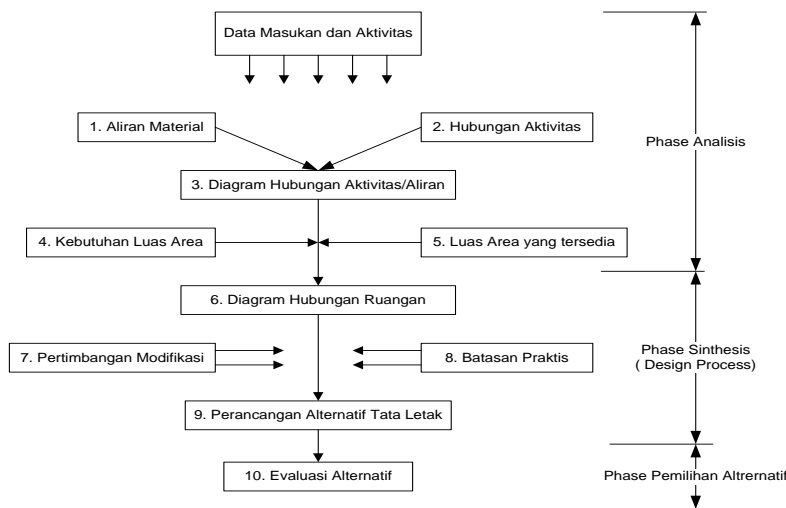 Data Masukan dan Aktivitas
1. Aliran Material
2. Hubungan Aktivitas
Phase Analisis
3. Diagram Hubungan Aktivitas/Aliran
4. Kebutuhan Luas Area
5. Luas Area yang tersedia
6. Diagram Hubungan Ruangan
7. Pertimbangan Modifikasi
8. Batasan Praktis
Phase Sinthesis
( Design Process)
9. Perancangan Alternatif Tata Letak
10. Evaluasi Alternatif
Phase Pemilihan Altrernatif